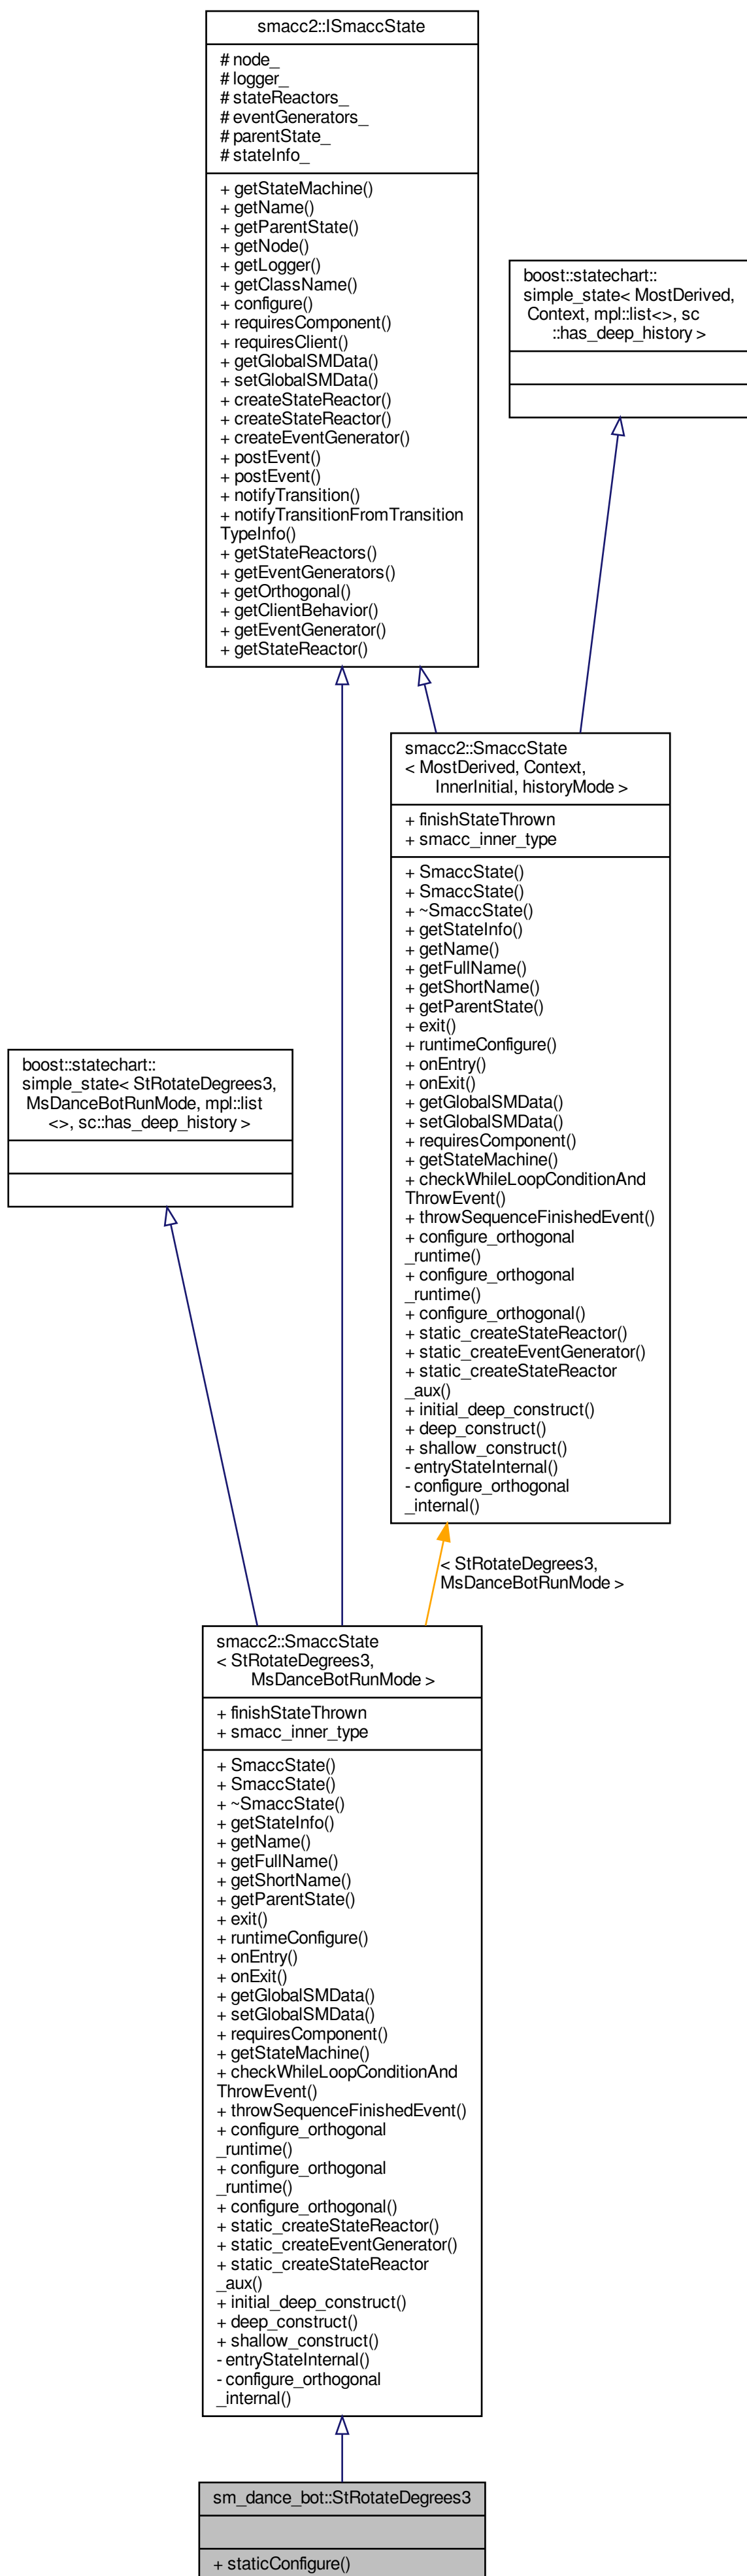 smacc2::ISmaccState
# node_
# logger_
# stateReactors_
# eventGenerators_
# parentState_
# stateInfo_
+ getStateMachine()
+ getName()
+ getParentState()
+ getNode()
+ getLogger()
+ getClassName()
+ configure()
+ requiresComponent()
+ requiresClient()
+ getGlobalSMData()
+ setGlobalSMData()
+ createStateReactor()
+ createStateReactor()
+ createEventGenerator()
+ postEvent()
+ postEvent()
+ notifyTransition()
+ notifyTransitionFromTransition
TypeInfo()
+ getStateReactors()
+ getEventGenerators()
+ getOrthogonal()
+ getClientBehavior()
+ getEventGenerator()
+ getStateReactor()
boost::statechart::
simple_state< MostDerived,
Context, mpl::list<>, sc
::has_deep_history >
smacc2::SmaccState
< MostDerived, Context,
InnerInitial, historyMode >
+ finishStateThrown
+ smacc_inner_type
+ SmaccState()
+ SmaccState()
+ ~SmaccState()
+ getStateInfo()
+ getName()
+ getFullName()
+ getShortName()
+ getParentState()
+ exit()
+ runtimeConfigure()
+ onEntry()
+ onExit()
+ getGlobalSMData()
+ setGlobalSMData()
+ requiresComponent()
+ getStateMachine()
+ checkWhileLoopConditionAnd
ThrowEvent()
+ throwSequenceFinishedEvent()
+ configure_orthogonal
_runtime()
+ configure_orthogonal
_runtime()
+ configure_orthogonal()
+ static_createStateReactor()
+ static_createEventGenerator()
+ static_createStateReactor
_aux()
+ initial_deep_construct()
+ deep_construct()
+ shallow_construct()
- entryStateInternal()
- configure_orthogonal
_internal()
boost::statechart::
simple_state< StRotateDegrees3,
MsDanceBotRunMode, mpl::list
<>, sc::has_deep_history >
< StRotateDegrees3,
MsDanceBotRunMode >
smacc2::SmaccState
< StRotateDegrees3,
MsDanceBotRunMode >
+ finishStateThrown
+ smacc_inner_type
+ SmaccState()
+ SmaccState()
+ ~SmaccState()
+ getStateInfo()
+ getName()
+ getFullName()
+ getShortName()
+ getParentState()
+ exit()
+ runtimeConfigure()
+ onEntry()
+ onExit()
+ getGlobalSMData()
+ setGlobalSMData()
+ requiresComponent()
+ getStateMachine()
+ checkWhileLoopConditionAnd
ThrowEvent()
+ throwSequenceFinishedEvent()
+ configure_orthogonal
_runtime()
+ configure_orthogonal
_runtime()
+ configure_orthogonal()
+ static_createStateReactor()
+ static_createEventGenerator()
+ static_createStateReactor
_aux()
+ initial_deep_construct()
+ deep_construct()
+ shallow_construct()
- entryStateInternal()
- configure_orthogonal
_internal()
sm_dance_bot::StRotateDegrees3
+ staticConfigure()